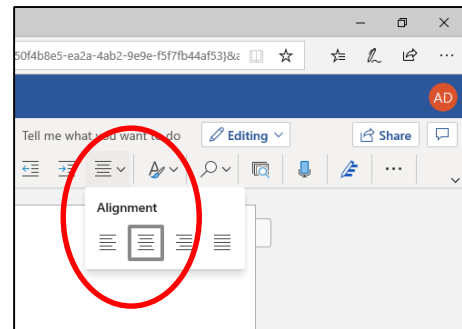 50f4b8e5-ea2a-4ab2-9e9e-f5f7fb44af53}&
AD
Tell me what you want to do Editing Share
Alignment